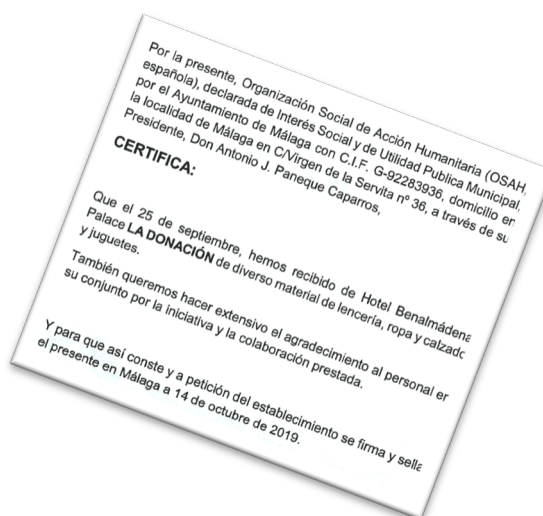 Por la presente, Organización Social de Acción Humanitaria (OSAH,
española), declarada de Interés Social y de Utilidad Publica Municipal,
por el Ayuntamiento de Málaga con C.I.F. G-92283936, domicilio en
la localidad de Málaga en C/Virgen de la Servita nº 36, a través de su
Presidente, Don Antonio J. Paneque Caparros,
CERTIFICA:
Que el 25 de septiembre, hemos recibido de Hotel Benalmádena
Palace LA DONACIÓN de diverso material de lencería, ropa y calzado
y juguetes.
También queremos hacer extensivo el agradecimiento al personal en
su conjunto por la iniciativa y la colaboración prestada.
Y para que así conste y a petición del establecimiento se firma y sella
el presente en Málaga a 14 de octubre de 2019.